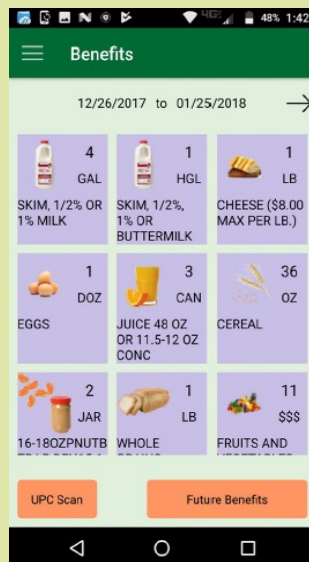 48% 1:42
Benefits
12/26/2017 to 01/25/2018
4
GAL
SKIM, 1/2% OR
1% MILK
1
HGL
SKIM, 1/2%,
1% OR
BUTTERMILK
1
LB
CHEESE ($8.00
MAX PER LB.)
1
DOZ
EGGS
3
CAN
JUICE 48 OZ
OR 11.5-12 OZ
CONC
36
OZ
CEREAL
2
JAR
16-18OZPNUTB
1
LB
WHOLE
11
$$$
FRUITS AND
UPC Scan
Future Benefits